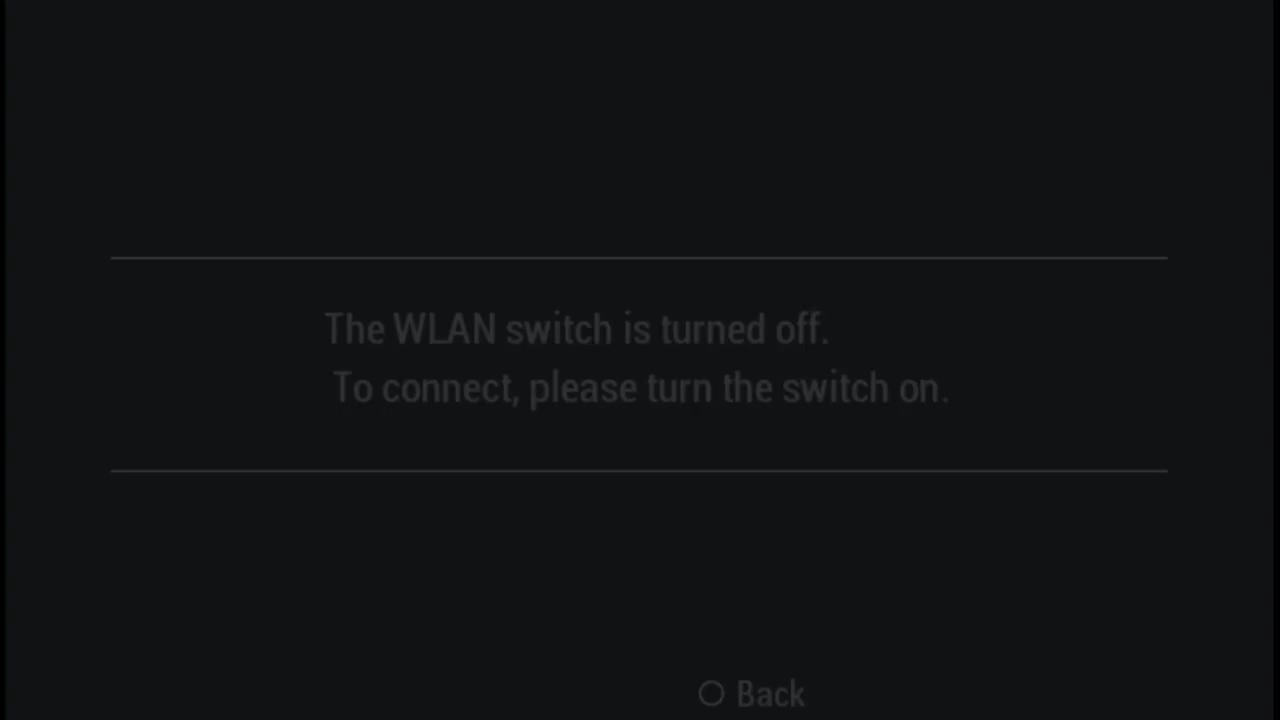 The WLAN switch is turned off.
To connect, please turn the switch on.
Back